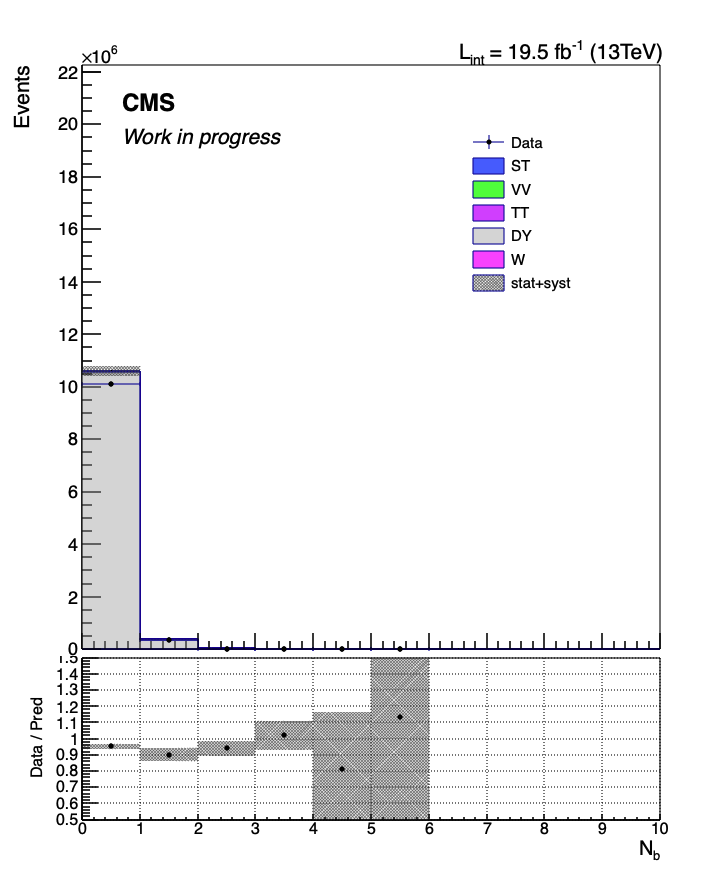 ×10⁶
L_int = 19.5 fb⁻¹ (13TeV)
Events
22
20
18
16
14
12
10
8
6
4
2
0
CMS
Work in progress
Data
ST
VV
TT
DY
W
stat+syst
Data / Pred
1.5
1.4
1.3
1.2
1.1
1
0.9
0.8
0.7
0.6
0.5
0 1 2 3 4 5 6 7 8 9 10
N_b